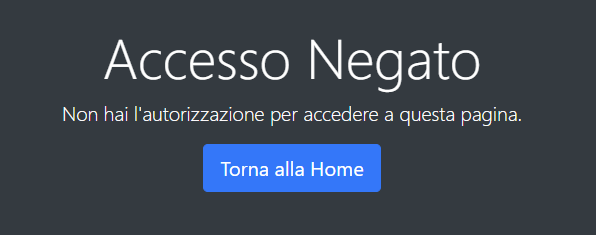 Accesso Negato
Non hai l'autorizzazione per accedere a questa pagina.
Torna alla Home